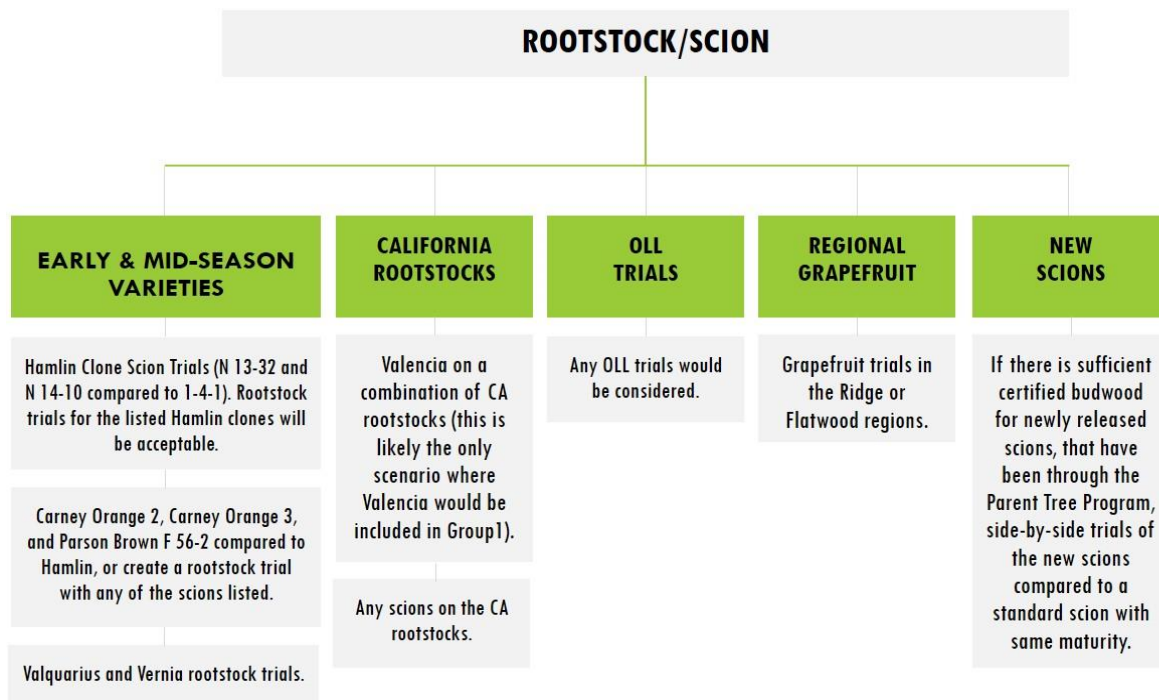 ROOTSTOCK/SCION
EARLY & MID-SEASON
VARIETIES
Hamlin Clone Scion Trials (N 13-32 and
N 14-10 compared to 1-4-1). Rootstock
trials for the listed Hamlin clones will
be acceptable.
Carney Orange 2, Carney Orange 3,
and Parson Brown F 56-2 compared to
Hamlin, or create a rootstock trial
with any of the scions listed.
Valquarius and Vernia rootstock trials.
CALIFORNIA
ROOTSTOCKS
Valencia on a
combination of CA
rootstocks (this is
likely the only
scenario where
Valencia would be
included in Group1).
Any scions on the CA
rootstocks.
OLL
TRIALS
Any OLL trials would
be considered.
REGIONAL
GRAPEFRUIT
Grapefruit trials in
the Ridge or
Flatwood regions.
NEW
SCIONS
If there is sufficient
certified budwood
for newly released
scions, that have
been through the
Parent Tree Program,
side-by-side trials of
the new scions
compared to a
standard scion with
same maturity.